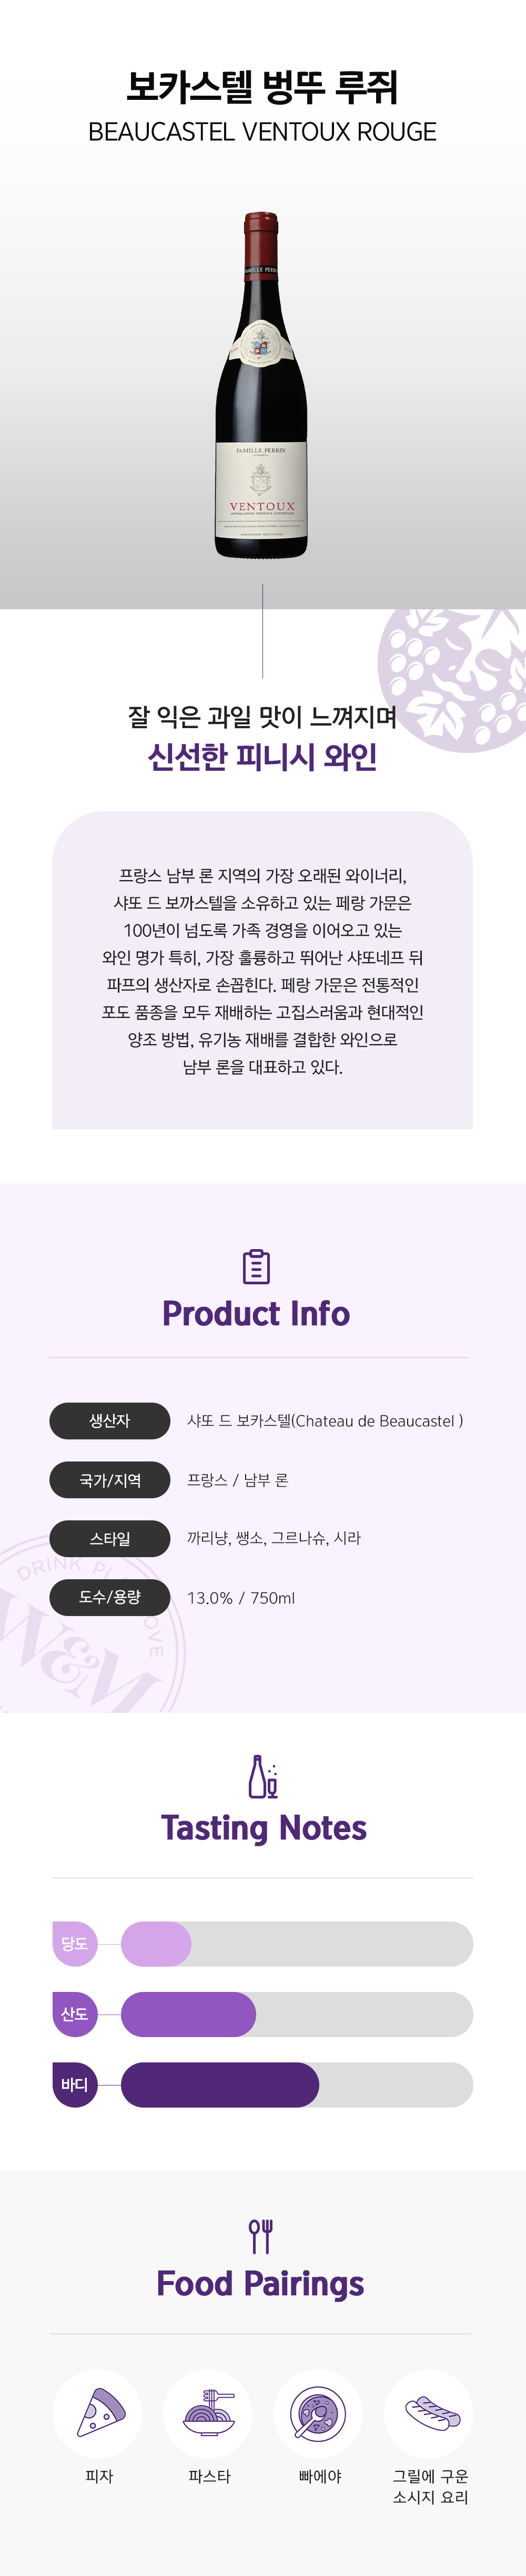 보카스텔 벙뚜 루쥐
BEAUCASTEL VENTOUX ROUGE
FAMILLE PERRIN
FAMILLE PERRIN
VENTOUX
잘 익은 과일 맛이 느껴지며
신선한 피니시 와인
프랑스 남부 론 지역의 가장 오래된 와이너리,
샤또 드 보까스텔을 소유하고 있는 페랑 가문은
100년이 넘도록 가족 경영을 이어오고 있는
와인 명가 특히, 가장 훌륭하고 뛰어난 샤또네프 뒤
파프의 생산자로 손꼽힌다. 페랑 가문은 전통적인
포도 품종을 모두 재배하는 고집스러움과 현대적인
양조 방법, 유기농 재배를 결합한 와인으로
남부 론을 대표하고 있다.
Product Info
생산자 샤또 드 보카스텔(Chateau de Beaucastel )
국가/지역 프랑스 / 남부 론
스타일 까리냥, 쌩소, 그르나슈, 시라
도수/용량 13.0% / 750ml
DRINK
W&M
Tasting Notes
당도
산도
바디
Food Pairings
피자
파스타
빠에야
그릴에 구운
소시지 요리